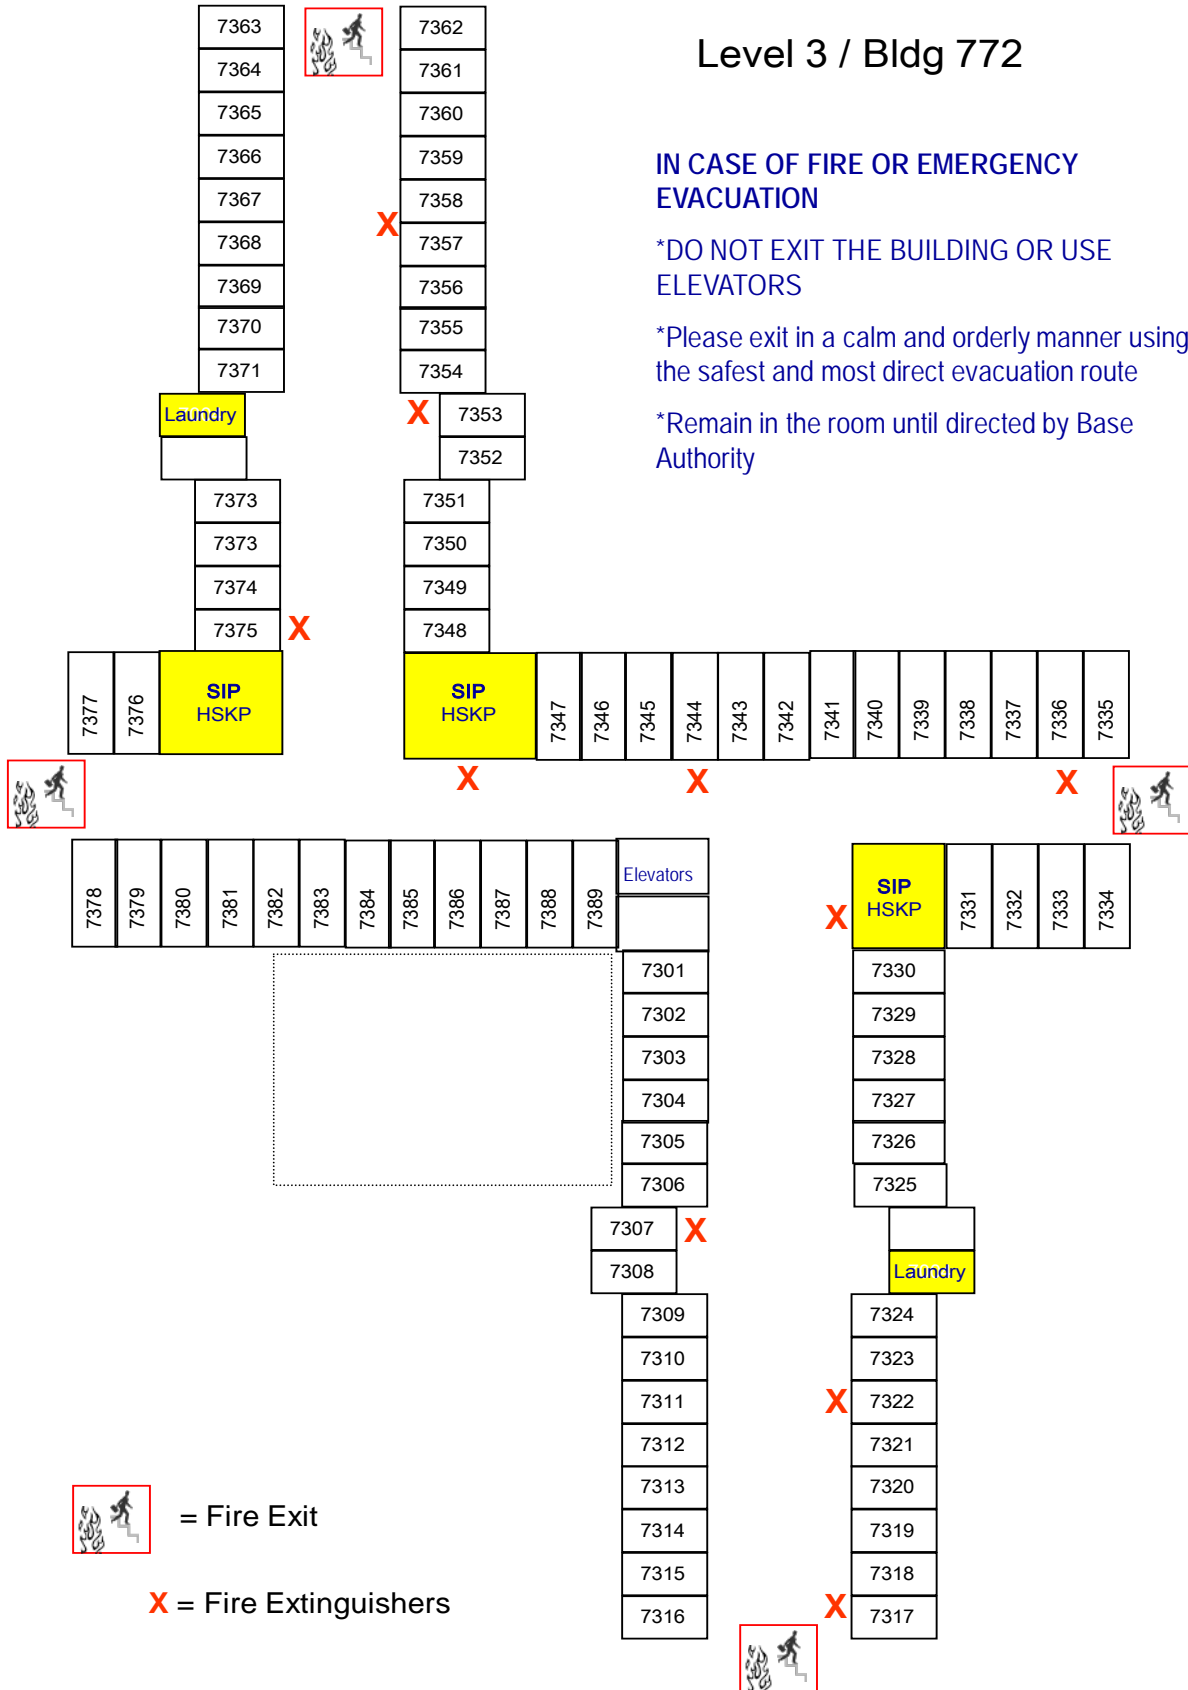 Level 3 / Bldg 772
IN CASE OF FIRE OR EMERGENCY
EVACUATION
*DO NOT EXIT THE BUILDING OR USE
ELEVATORS
*Please exit in a calm and orderly manner using
the safest and most direct evacuation route
*Remain in the room until directed by Base
Authority
7363
7364
7365
7366
7367
7368
7369
7370
7371
Laundry
7373
7373
7374
7375
X
7362
7361
7360
7359
7358
X
7357
7356
7355
7354
X
7353
7352
7351
7350
7349
7348
7377
7376
SIP
HSKP
SIP
HSKP
7347
7346
7345
7344
7343
7342
7341
7340
7339
7338
7337
7336
7335
X
X
X
7378
7379
7380
7381
7382
7383
7384
7385
7386
7387
7388
7389
Elevators
X
SIP
HSKP
7331
7332
7333
7334
7301
7302
7303
7304
7305
7306
7307
X
7308
7309
7310
7311
7312
7313
7314
7315
7316
7330
7329
7328
7327
7326
7325
Laundry
7324
7323
X
7322
7321
7320
7319
7318
X
7317
= Fire Exit
X = Fire Extinguishers